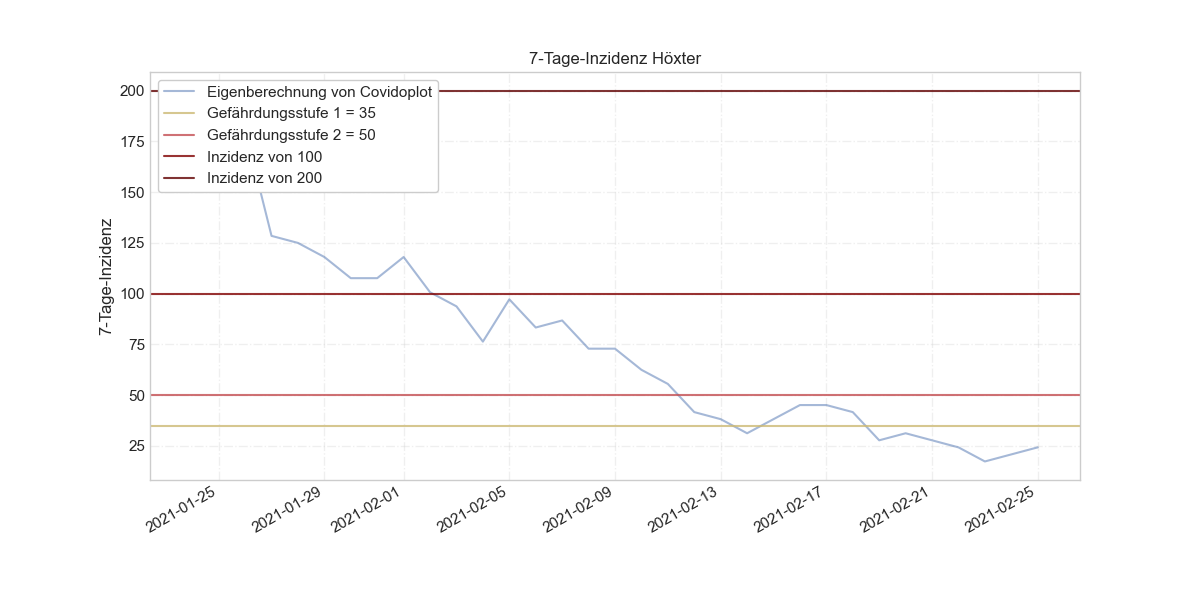 7-Tage-Inzidenz Höxter
Eigenberechnung von Covidoplot
Gefährdungsstufe 1 = 35
Gefährdungsstufe 2 = 50
Inzidenz von 100
Inzidenz von 200
7-Tage-Inzidenz
200
175
150
125
100
75
50
25
2021-01-25
2021-01-29
2021-02-01
2021-02-05
2021-02-09
2021-02-13
2021-02-17
2021-02-21
2021-02-25